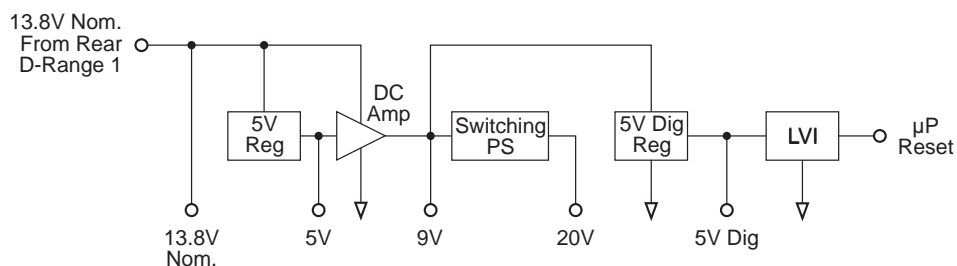 13.8V Nom.
From Rear
D-Range 1
5V
Reg
DC
Amp
Switching
PS
5V Dig
Reg
LVI
µP
Reset
13.8V
Nom.
5V
9V
20V
5V Dig